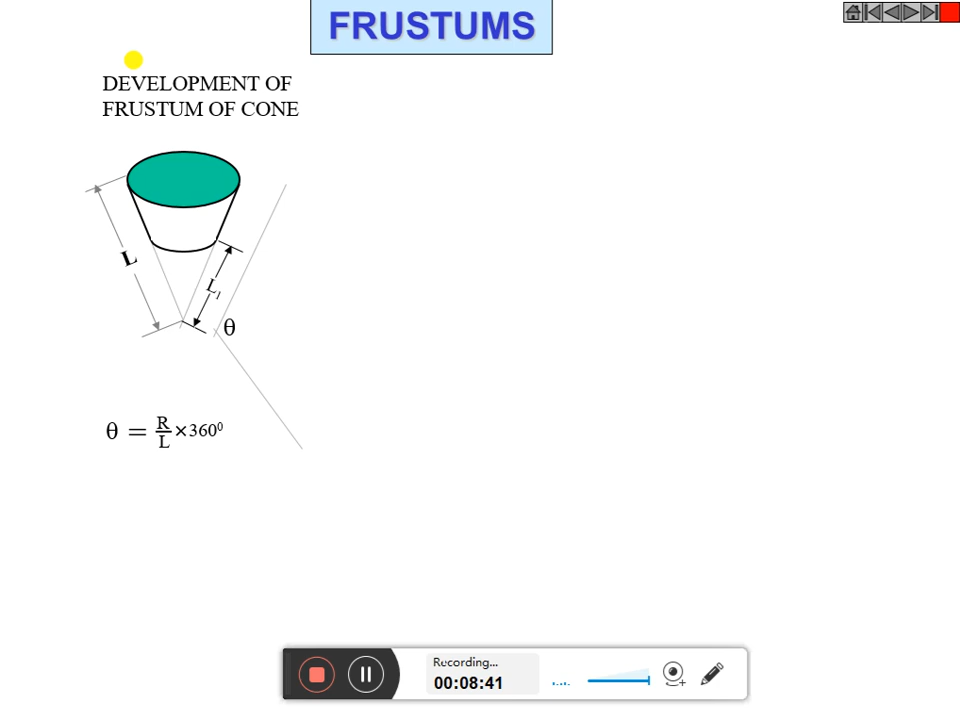 FRUSTUMS
DEVELOPMENT OF
FRUSTUM OF CONE
L
L₁
θ
θ = R/L ×360⁰
Recording...
00:08:41